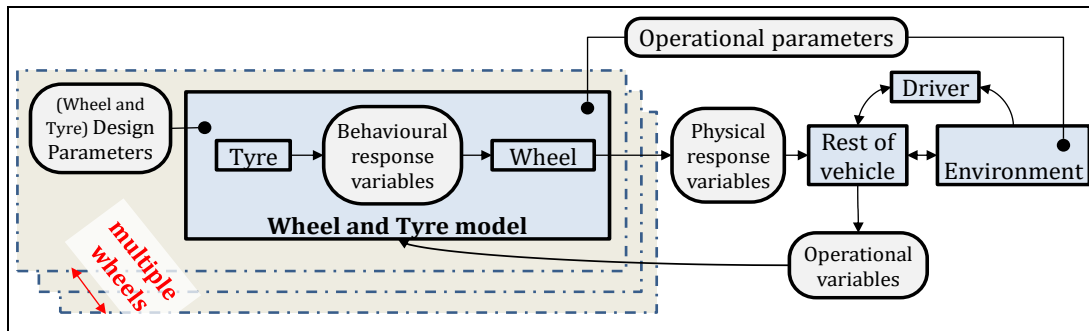 Operational parameters
Driver
(Wheel and
Tyre) Design
Parameters
Tyre
Behavioural
response
variables
Wheel
Physical
response
variables
Rest of
vehicle
Environment
Wheel and Tyre model
multiple
wheels
Operational
variables